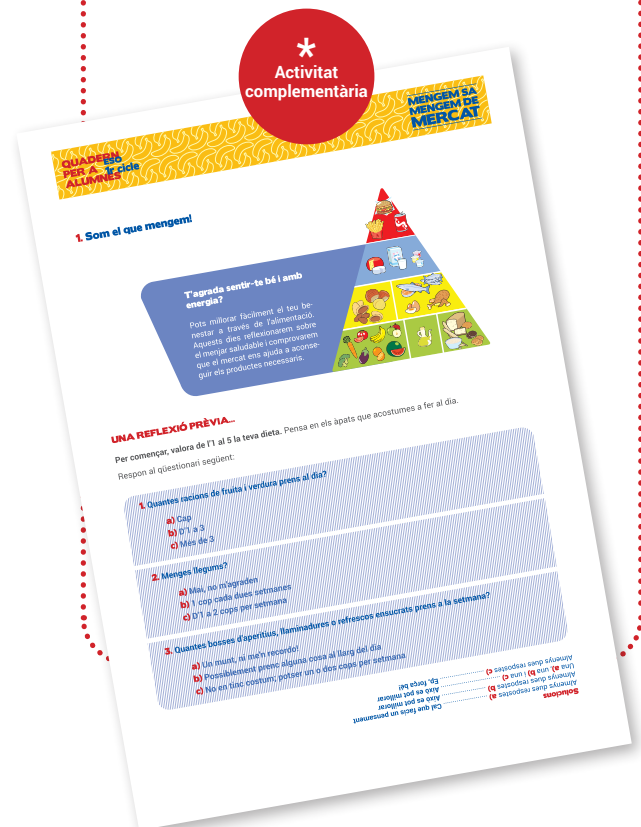 *
Activitat
complementària
QUADERN
PER A
ALUMNES
ESO
1r cicle
MENGEM SA
MENGEM DE
MERCAT
1. Som el que mengem!
T'agrada sentir-te bé i amb
energia?
Pots millorar fàcilment el teu be-
nestar a través de l'alimentació.
Aquests dies reflexionarem sobre
el menjar saludable i comprovarem
que el mercat ens ajuda a aconse-
guir els productes necessaris.
UNA REFLEXIÓ PRÈVIA...
Per començar, valora de l'1 al 5 la teva dieta. Pensa en els àpats que acostumes a fer al dia.
Respon al qüestionari següent:
1. Quantes racions de fruita i verdura prens al dia?
a) Cap
b) D'1 a 3
c) Més de 3
2. Menges llegums?
a) Mai, no m'agraden
b) 1 cop cada dues setmanes
c) D'1 a 2 cops per setmana
3. Quantes bosses d'aperitius, llaminadures o refrescos ensucrats prens a la setmana?
a) Un munt, ni me'n recordo!
b) Possiblement prenc alguna cosa al llarg del dia
c) No en tinc costum; potser un o dos cops per setmana
Solucions
Almenys dues respostes a) ........ Cal que facis un pensament
Almenys dues respostes b) ........ Això es pot millorar
Una a), una b) i una c) ........ Això es pot millorar
Almenys dues respostes c) ........ Ep, força bé!